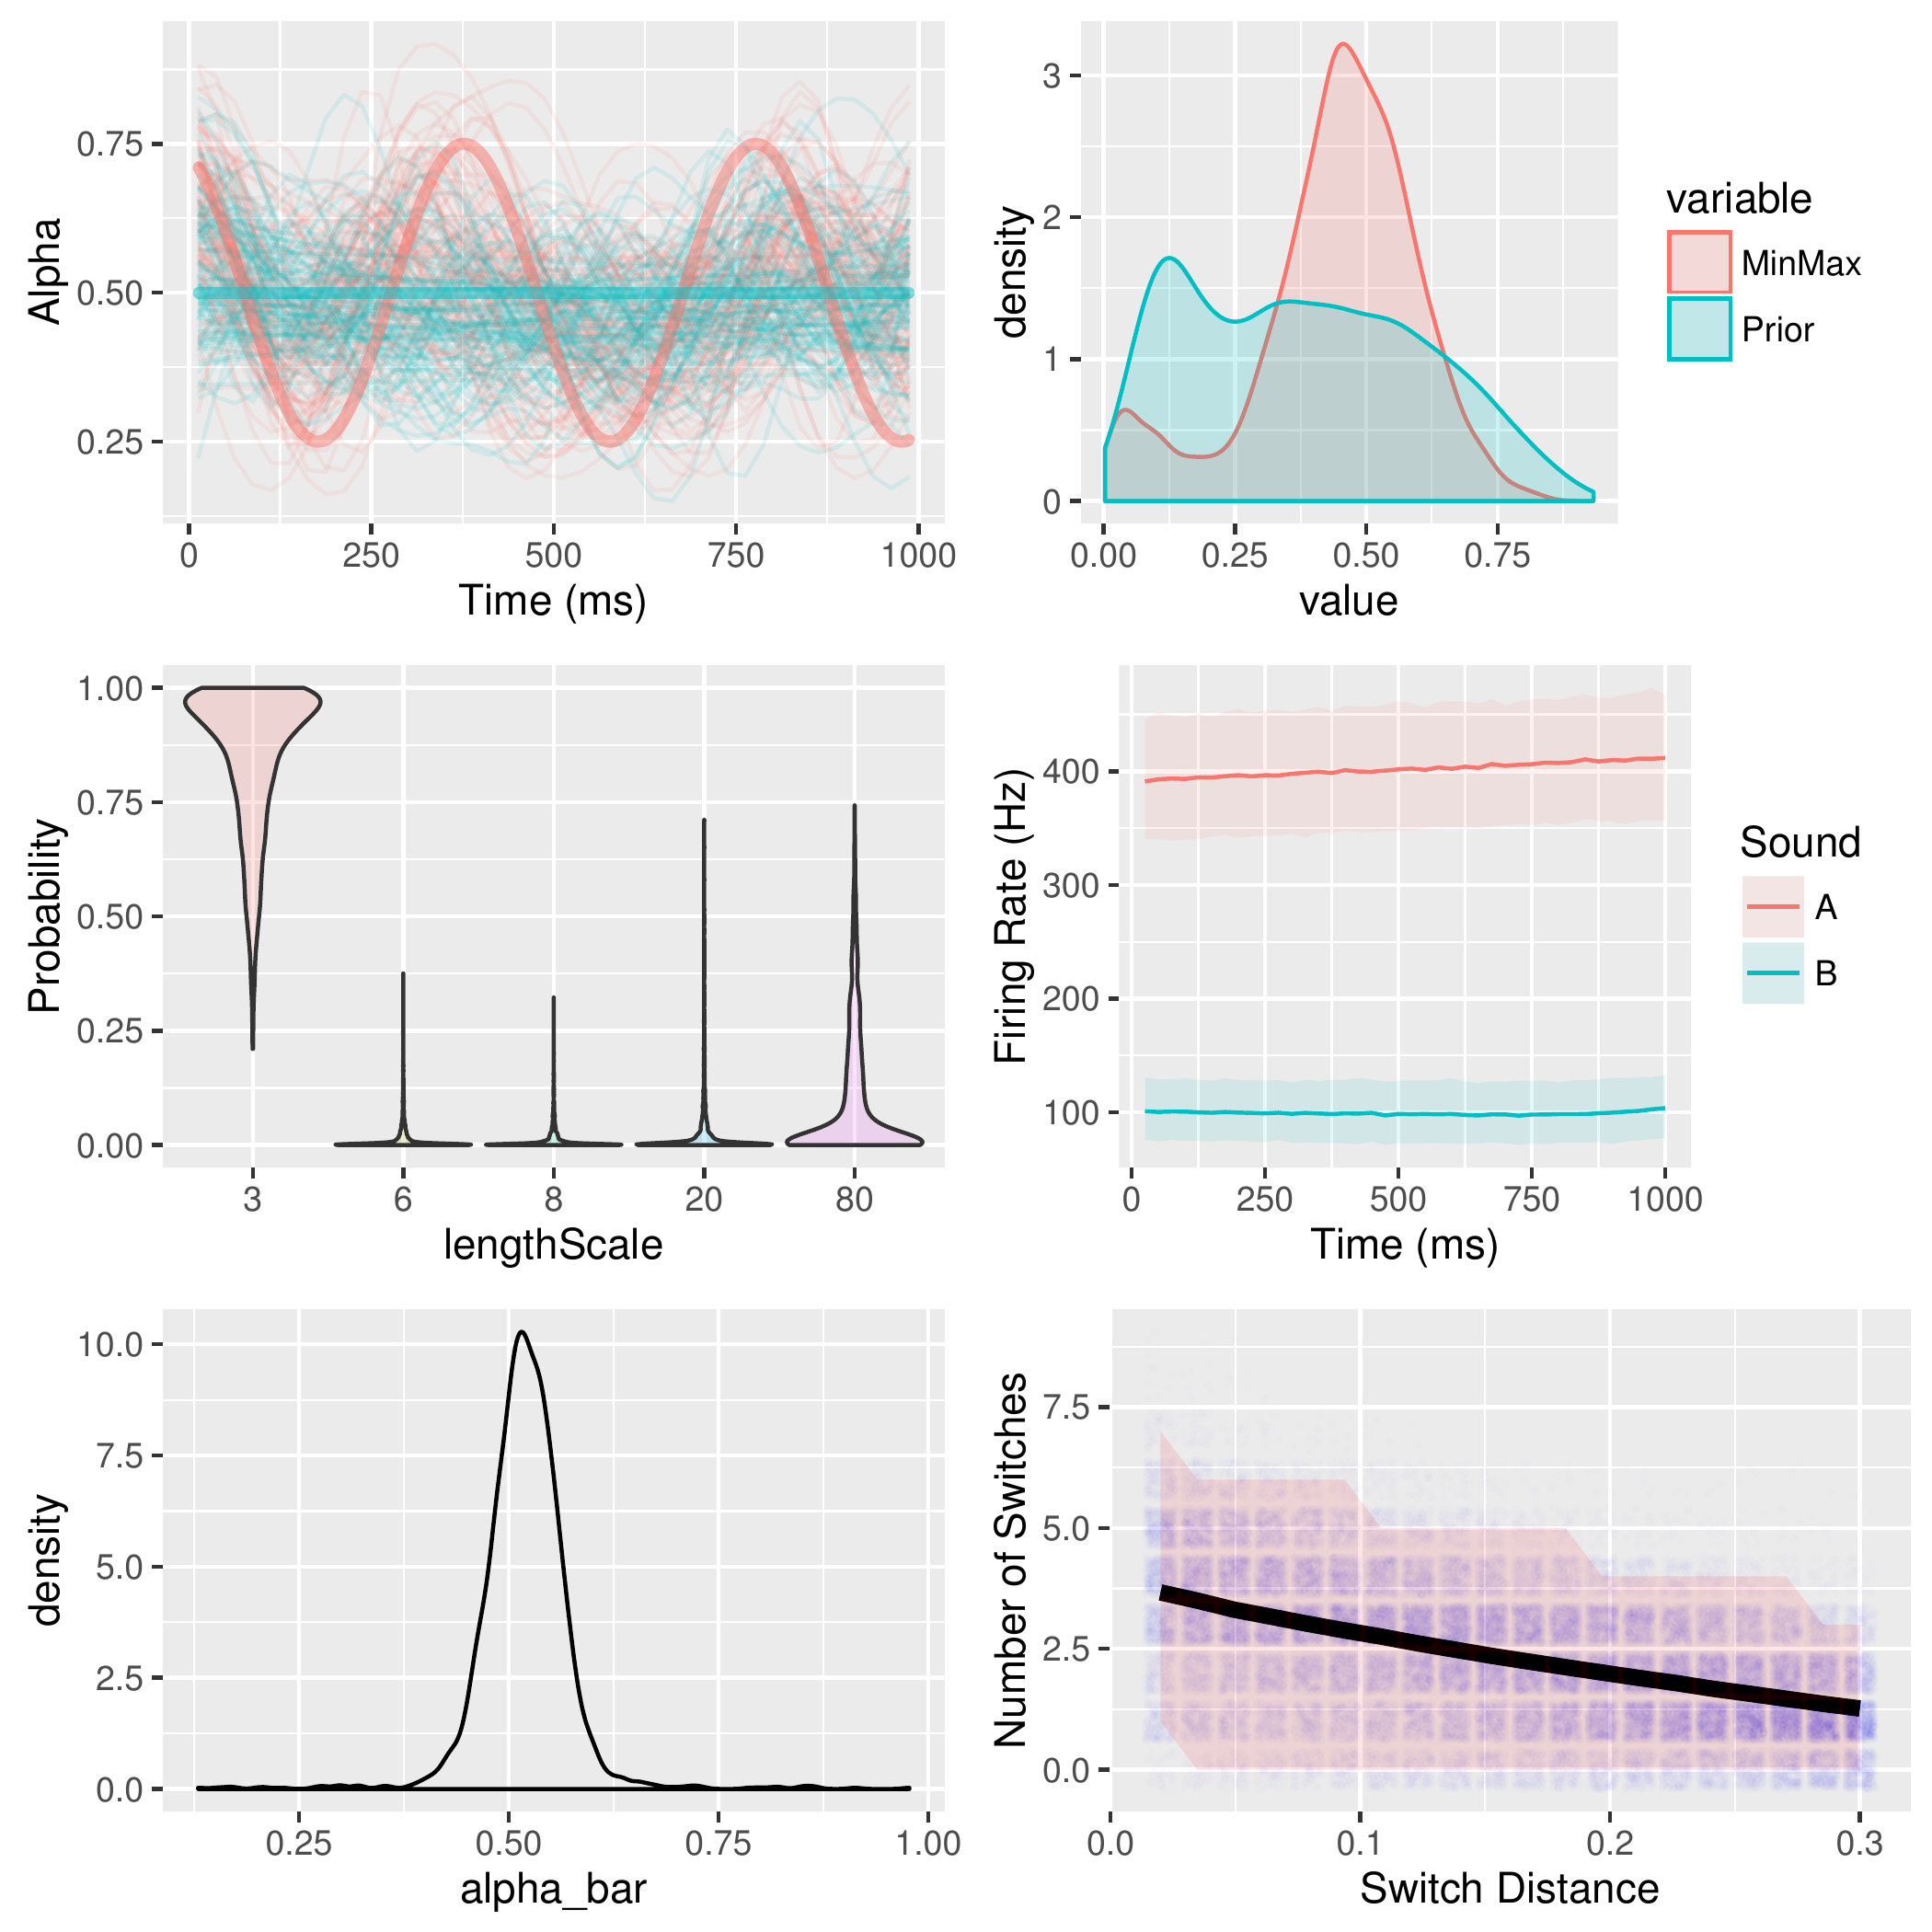 Alpha
0.75
0.50
0.25
0
250
500
750
1000
Time (ms)
density
3
2
1
0
0.00
0.25
0.50
0.75
value
variable
MinMax
Prior
Probability
1.00
0.75
0.50
0.25
0.00
3
6
8
20
80
lengthScale
Firing Rate (Hz)
400
300
200
100
0
250
500
750
1000
Time (ms)
Sound
A
B
density
10.0
7.5
5.0
2.5
0.0
0.25
0.50
0.75
1.00
alpha_bar
Number of Switches
7.5
5.0
2.5
0.0
0.0
0.1
0.2
0.3
Switch Distance